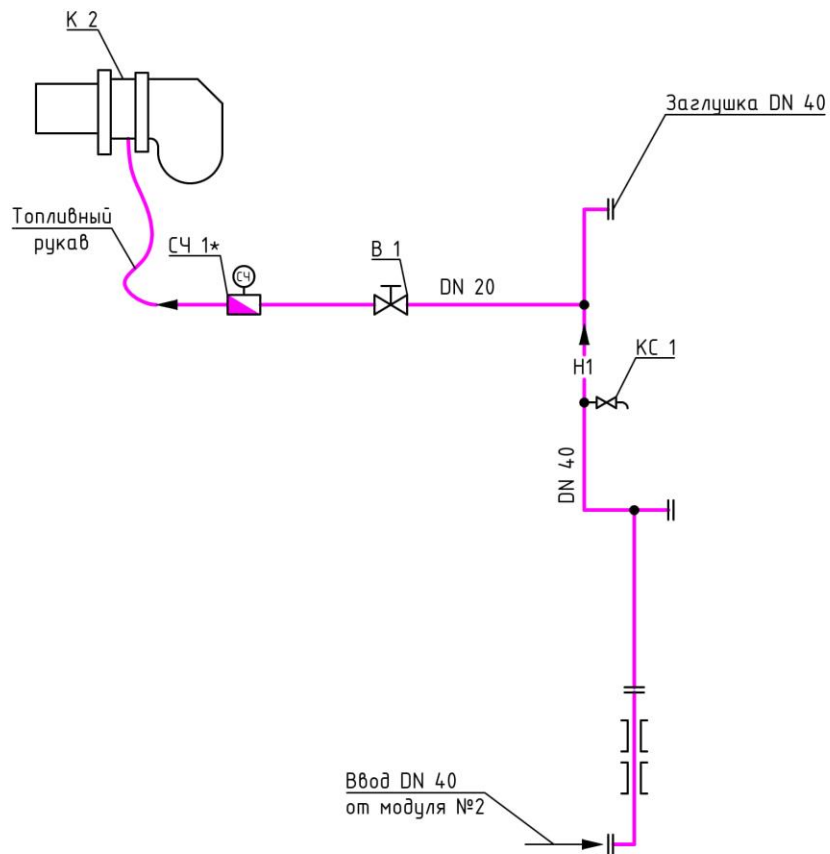 К 2
Заглушка DN 40
Топливный
рукав
СЧ 1*
СЧ
В 1
DN 20
Н1
КС 1
DN 40
Ввод DN 40
от модуля №2